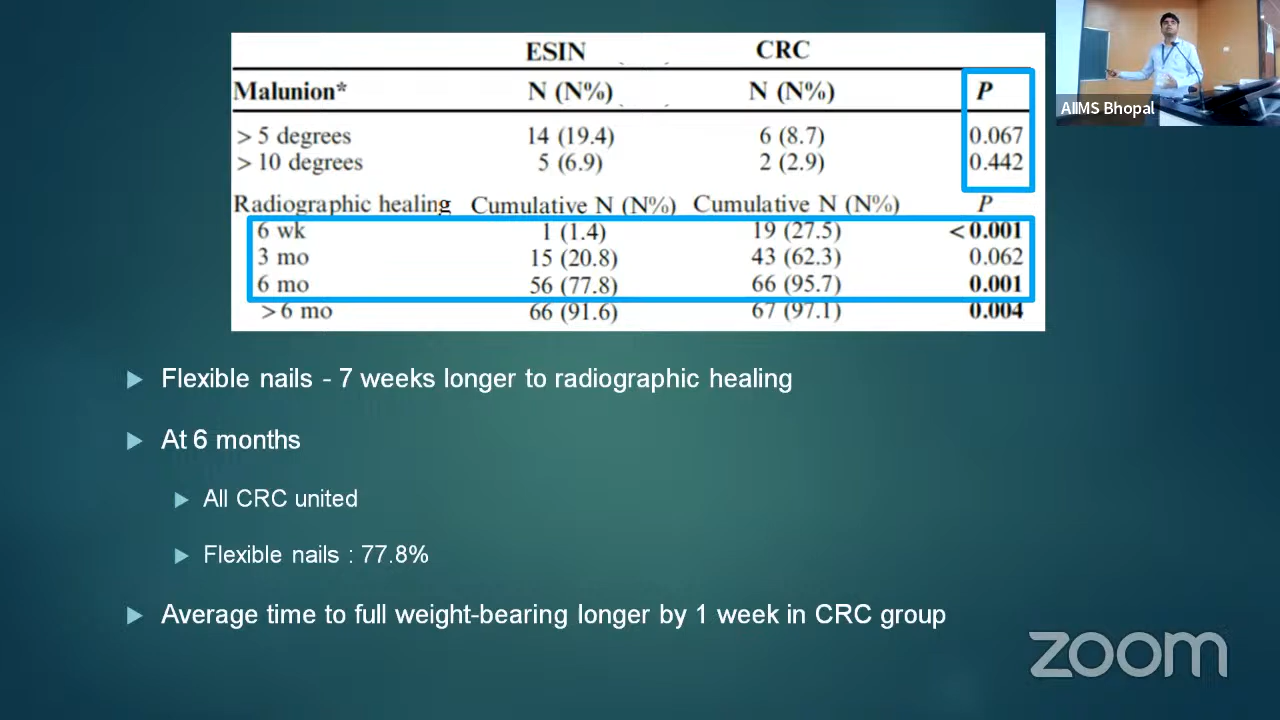 ESIN CRC
Malunion* N (N%) N (N%) P
> 5 degrees 14 (19.4) 6 (8.7) 0.067
> 10 degrees 5 (6.9) 2 (2.9) 0.442
Radiographic healing Cumulative N (N%) Cumulative N (N%) P
6 wk 1 (1.4) 19 (27.5) < 0.001
3 mo 15 (20.8) 43 (62.3) 0.062
6 mo 56 (77.8) 66 (95.7) 0.001
> 6 mo 66 (91.6) 67 (97.1) 0.004
AIIMS Bhopal
Flexible nails - 7 weeks longer to radiographic healing
At 6 months
All CRC united
Flexible nails : 77.8%
Average time to full weight-bearing longer by 1 week in CRC group
zoom